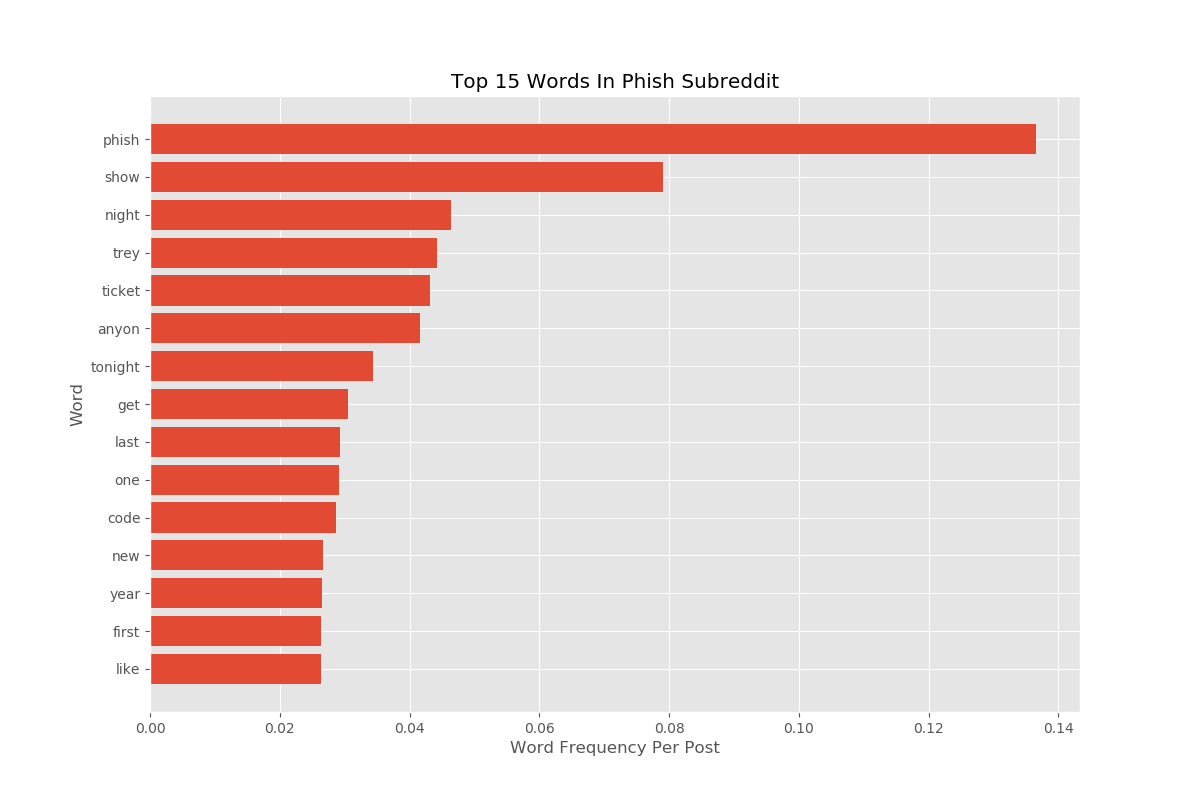 Top 15 Words In Phish Subreddit
phish
show
night
trey
ticket
anyon
tonight
get
last
one
code
new
year
first
like
Word
0.00 0.02 0.04 0.06 0.08 0.10 0.12 0.14
Word Frequency Per Post